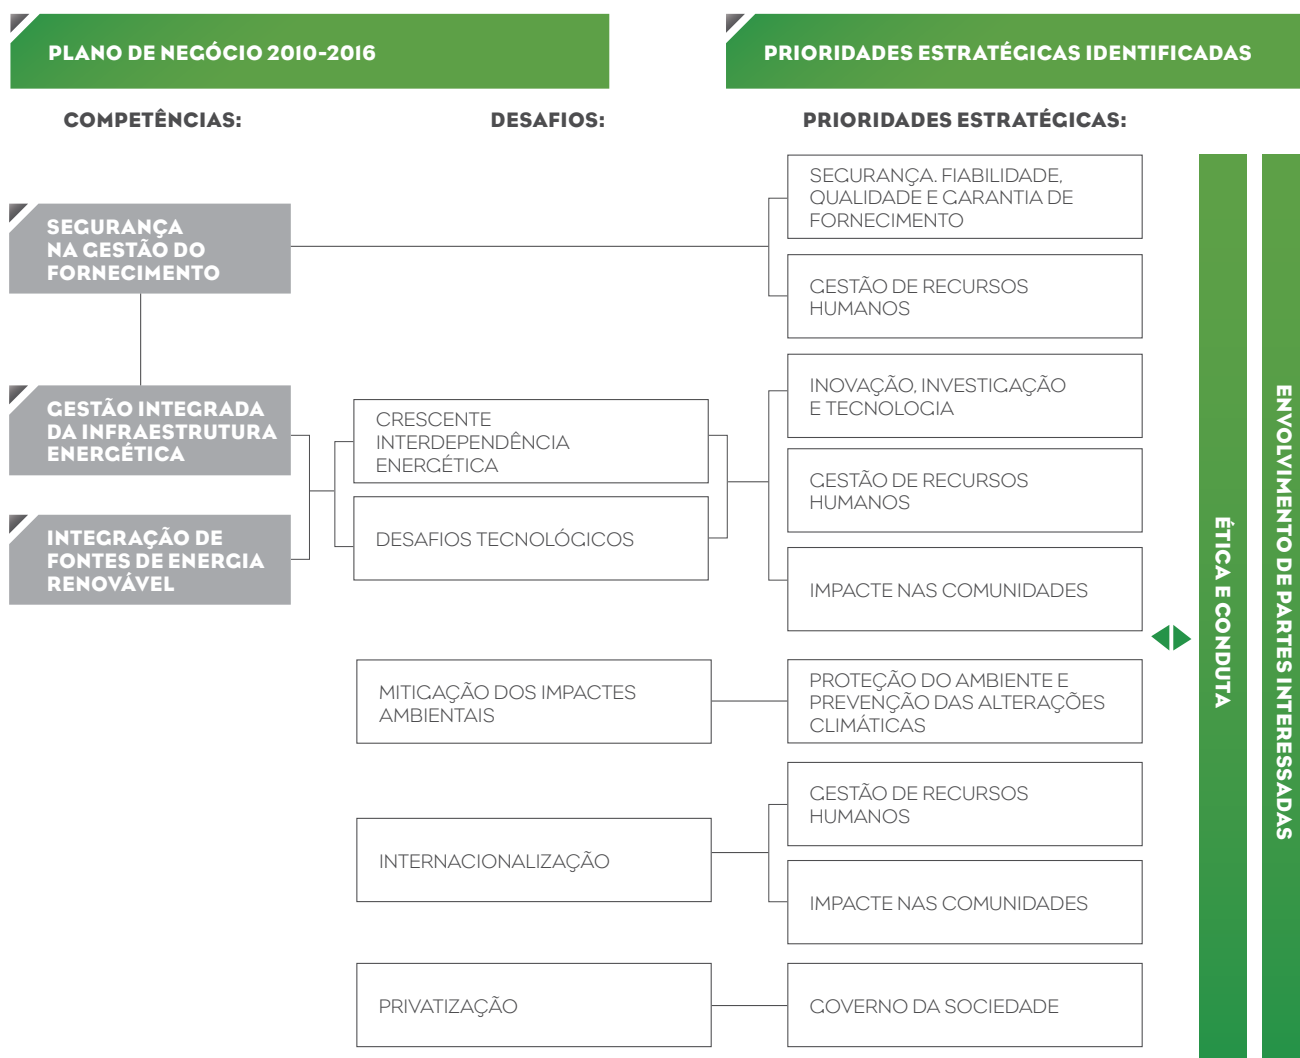 PLANO DE NEGÓCIO 2010-2016
PRIORIDADES ESTRATÉGICAS IDENTIFICADAS
COMPETÊNCIAS:
DESAFIOS:
PRIORIDADES ESTRATÉGICAS:
SEGURANÇA
NA GESTÃO DO
FORNECIMENTO
SEGURANÇA. FIABILIDADE,
QUALIDADE E GARANTIA DE
FORNECIMENTO
GESTÃO DE RECURSOS
HUMANOS
GESTÃO INTEGRADA
DA INFRAESTRUTURA
ENERGÉTICA
INTEGRAÇÃO DE
FONTES DE ENERGIA
RENOVÁVEL
CRESCENTE
INTERDEPENDÊNCIA
ENERGÉTICA
DESAFIOS TECNOLÓGICOS
INOVAÇÃO, INVESTIGAÇÃO
E TECNOLOGIA
GESTÃO DE RECURSOS
HUMANOS
IMPACTE NAS COMUNIDADES
MITIGAÇÃO DOS IMPACTES
AMBIENTAIS
PROTEÇÃO DO AMBIENTE E
PREVENÇÃO DAS ALTERAÇÕES
CLIMÁTICAS
INTERNACIONALIZAÇÃO
GESTÃO DE RECURSOS
HUMANOS
IMPACTE NAS COMUNIDADES
PRIVATIZAÇÃO
GOVERNO DA SOCIEDADE
ÉTICA E CONDUTA
ENVOLVIMENTO DE PARTES INTERESSADAS